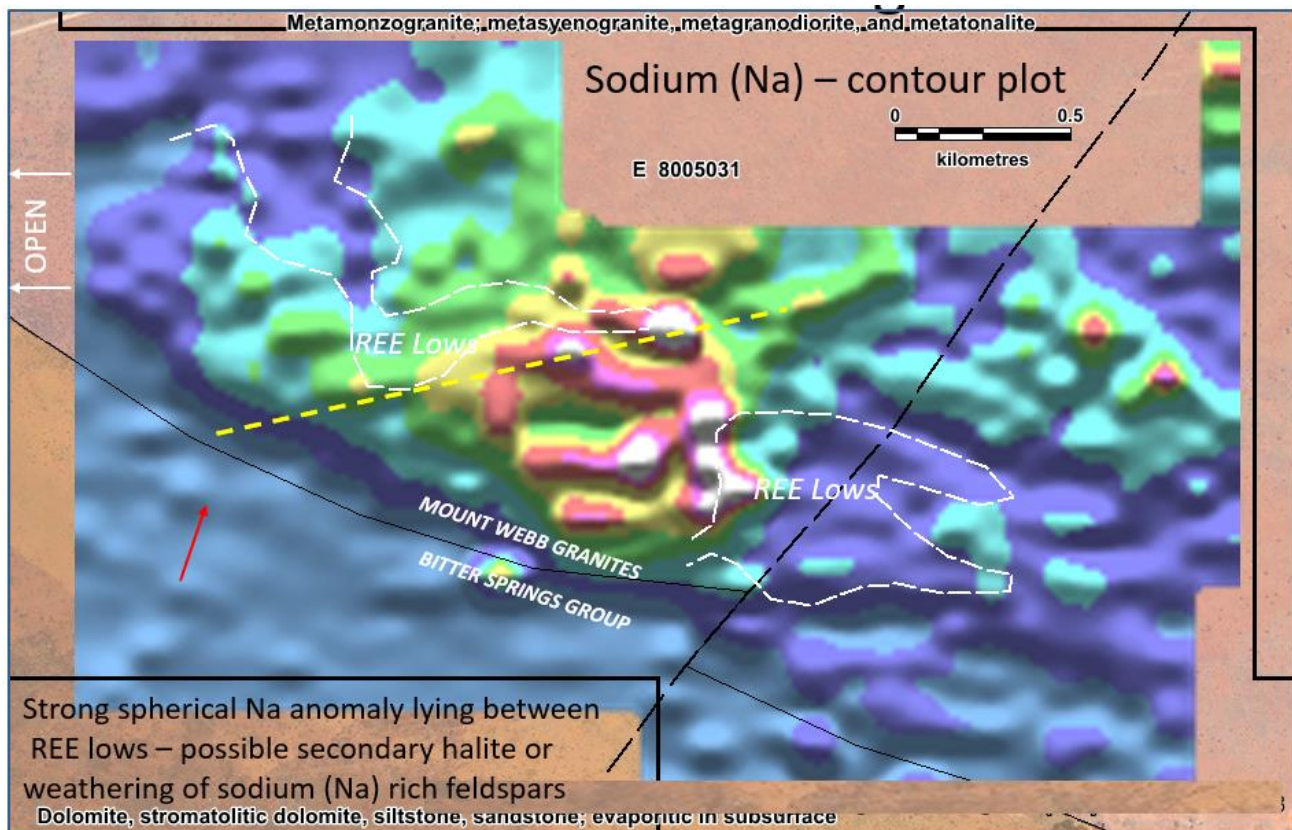 Metamonzogranite; metasyenogranite, metagranodiorite, and metatonalite
Sodium (Na) – contour plot
0 0.5
kilometres
E 8005031
OPEN
REE Lows
REE Lows
MOUNT WEBB GRANITES
BITTER SPRINGS GROUP
Strong spherical Na anomaly lying between
REE lows – possible secondary halite or
weathering of sodium (Na) rich feldspars
Dolomite, stromatolitic dolomite, siltstone, sandstone; evaporitic in subsurface